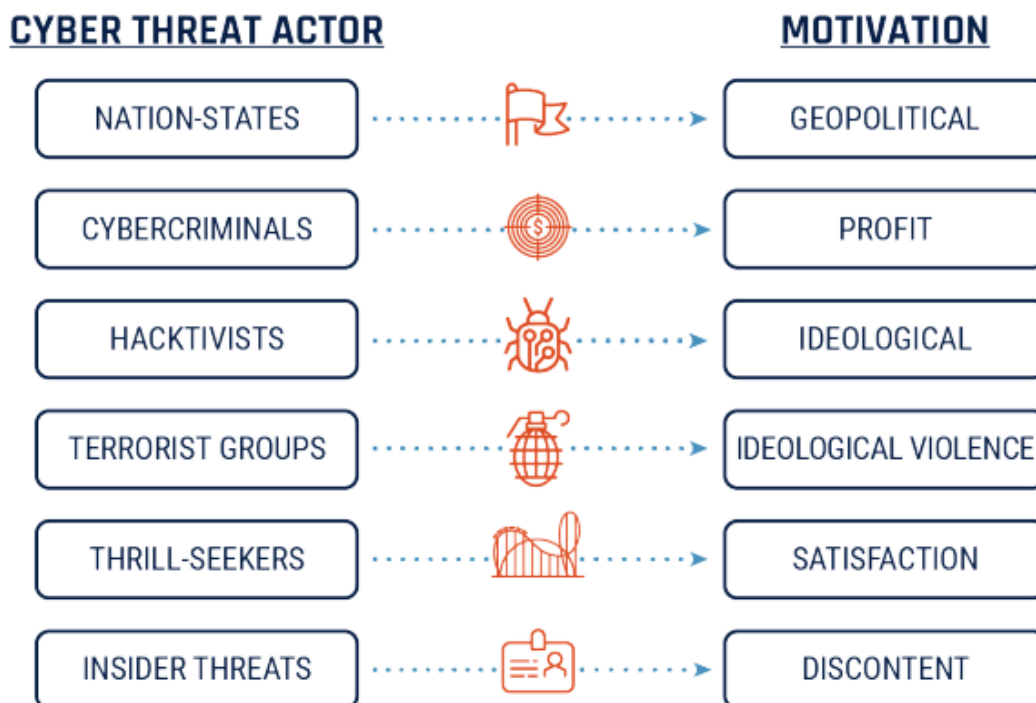 CYBER THREAT ACTOR MOTIVATION
NATION-STATES GEOPOLITICAL
CYBERCRIMINALS $ PROFIT
HACKTIVISTS IDEOLOGICAL
TERRORIST GROUPS IDEOLOGICAL VIOLENCE
THRILL-SEEKERS SATISFACTION
INSIDER THREATS DISCONTENT